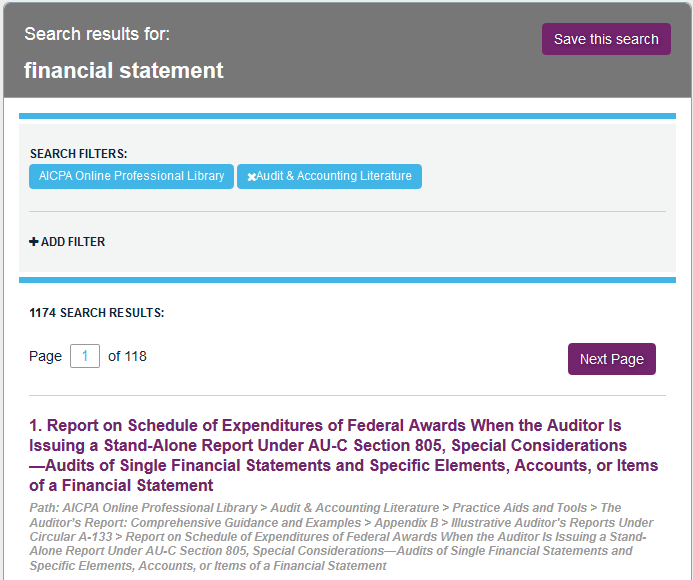 Search results for:
Save this search
financial statement
SEARCH FILTERS:
AICPA Online Professional Library
✖Audit & Accounting Literature
✚ ADD FILTER
1174 SEARCH RESULTS:
Page 1 of 118
Next Page
1. Report on Schedule of Expenditures of Federal Awards When the Auditor Is
Issuing a Stand-Alone Report Under AU-C Section 805, Special Considerations
—Audits of Single Financial Statements and Specific Elements, Accounts, or Items
of a Financial Statement
Path: AICPA Online Professional Library > Audit & Accounting Literature > Practice Aids and Tools > The
Auditor's Report: Comprehensive Guidance and Examples > Appendix B > Illustrative Auditor's Reports Under
Circular A-133 > Report on Schedule of Expenditures of Federal Awards When the Auditor Is Issuing a Stand-
Alone Report Under AU-C Section 805, Special Considerations—Audits of Single Financial Statements and
Specific Elements, Accounts, or Items of a Financial Statement